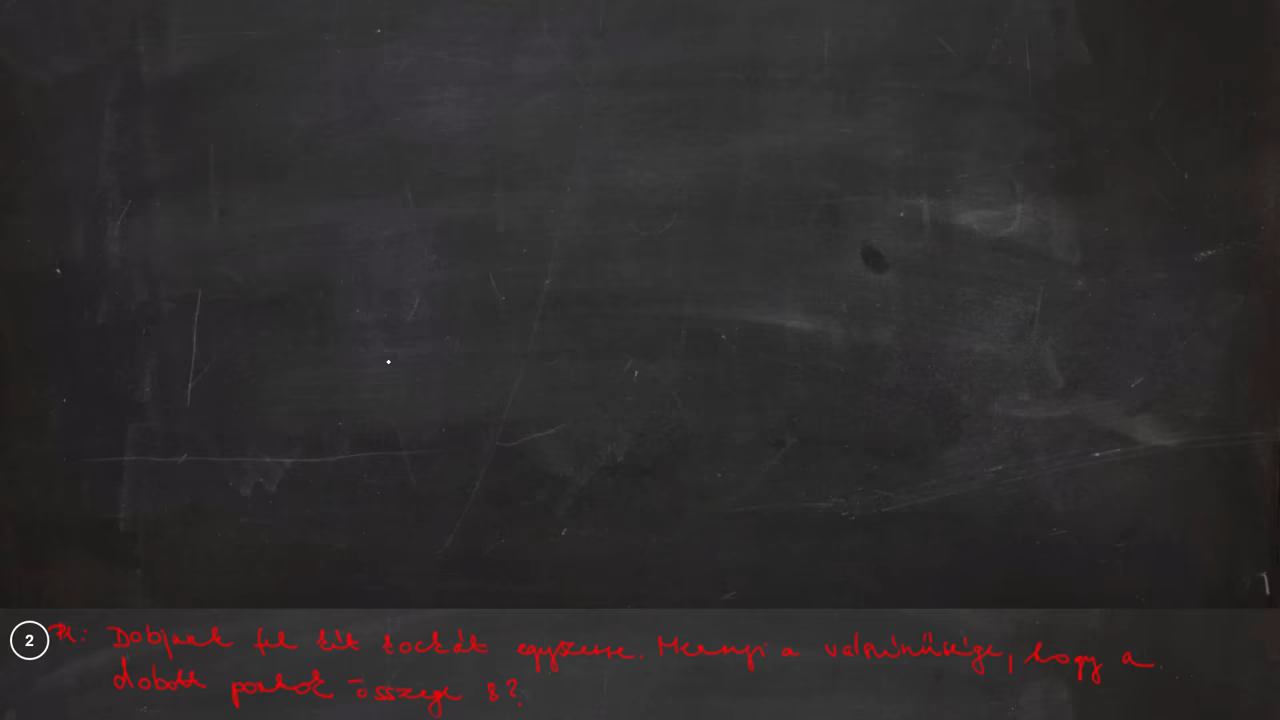 2 Pl.: Dobjunk fel két kockát egyszerre. Mennyi a valószínűsége, hogy a
dobott pontok összege 8?